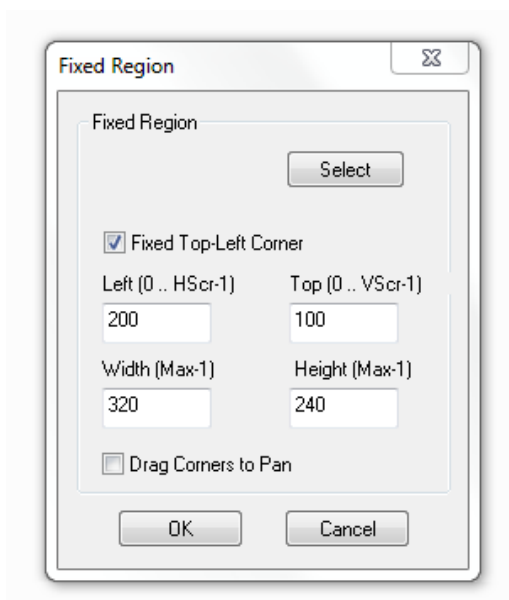 Fixed Region
Fixed Region
Select
Fixed Top-Left Corner
Left (0 .. HScr-1) Top (0 .. VScr-1)
200 100
Width (Max-1) Height (Max-1)
320 240
Drag Corners to Pan
OK Cancel